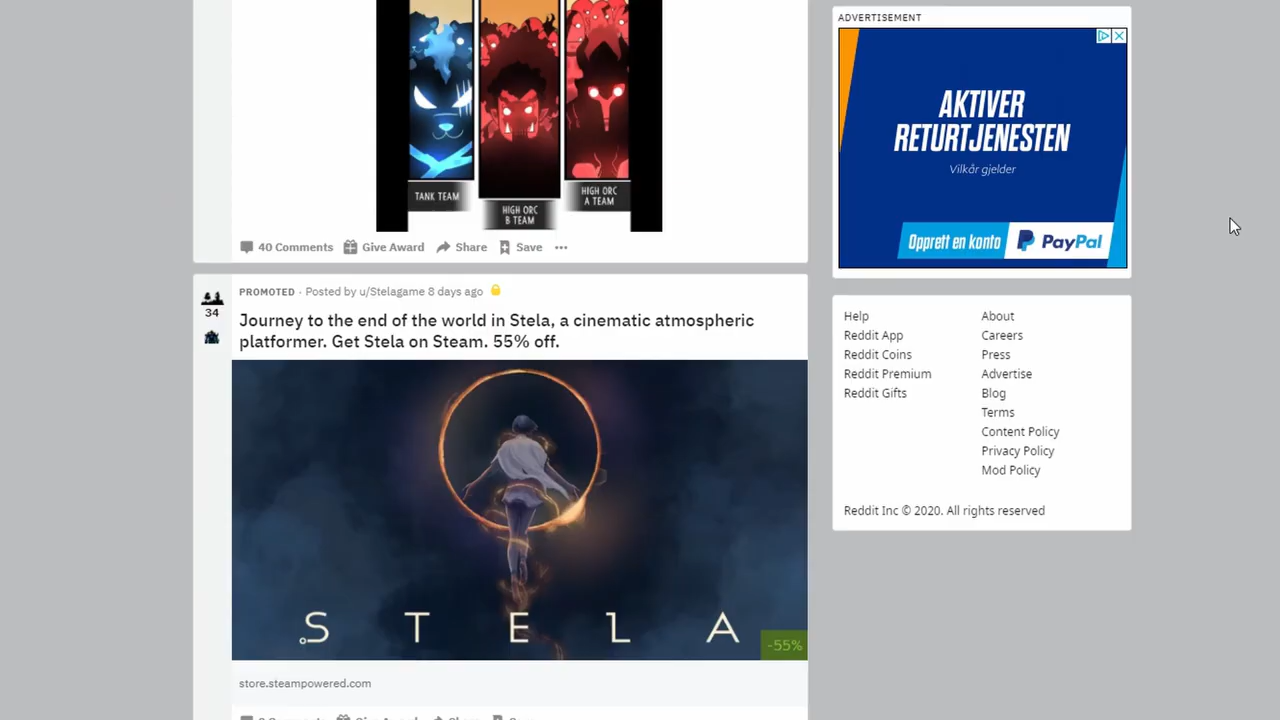 TANK TEAM
HIGH ORC
B TEAM
HIGH ORC
A TEAM
40 Comments Give Award Share Save
PROMOTED · Posted by u/Stelagame 8 days ago
34
Journey to the end of the world in Stela, a cinematic atmospheric
platformer. Get Stela on Steam. 55% off.
STELA
-55%
store.steampowered.com
ADVERTISEMENT
AKTIVER
RETURTJENESTEN
Vilkår gjelder
Opprett en konto PayPal
Help
Reddit App
Reddit Coins
Reddit Premium
Reddit Gifts
About
Careers
Press
Advertise
Blog
Terms
Content Policy
Privacy Policy
Mod Policy
Reddit Inc © 2020. All rights reserved